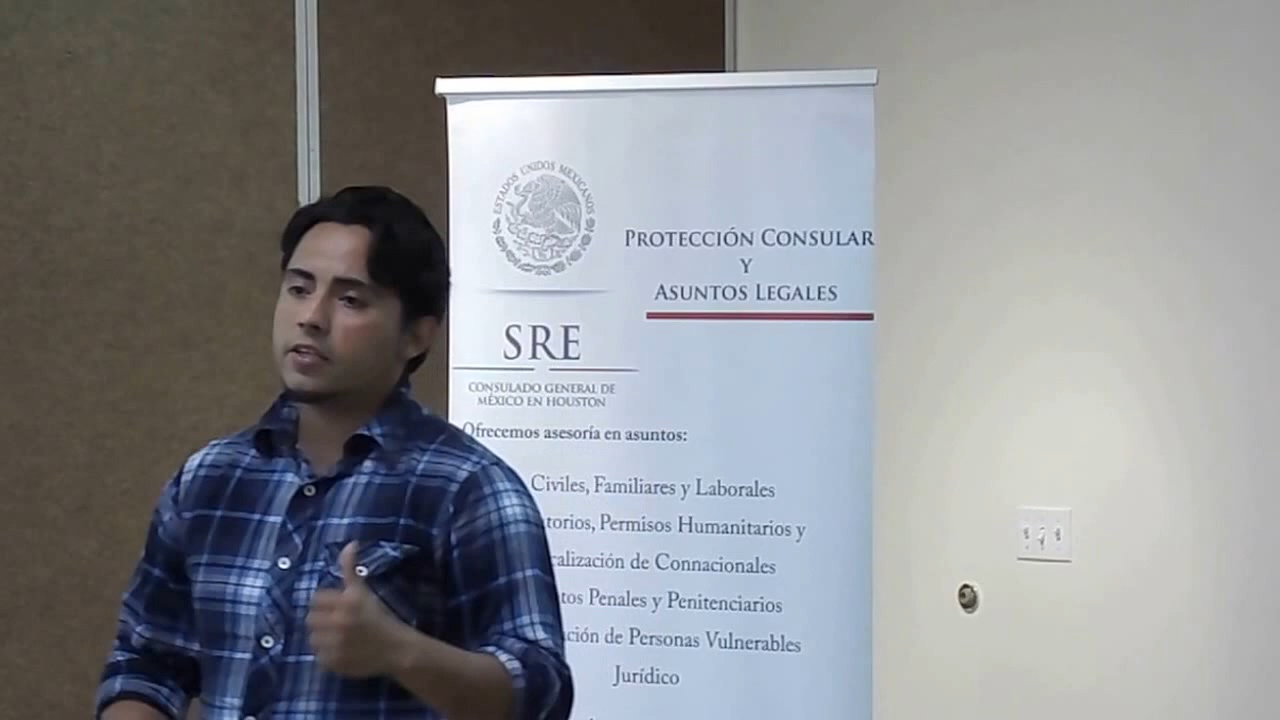 ESTADOS UNIDOS MEXICANOS
PROTECCIÓN CONSULAR
Y
ASUNTOS LEGALES
SRE
CONSULADO GENERAL DE
MÉXICO EN HOUSTON
Ofrecemos asesoría en asuntos:
Civiles, Familiares y Laborales
Permisos Humanitarios y
de Connacionales
Penales y Penitenciarios
de Personas Vulnerables
Jurídico